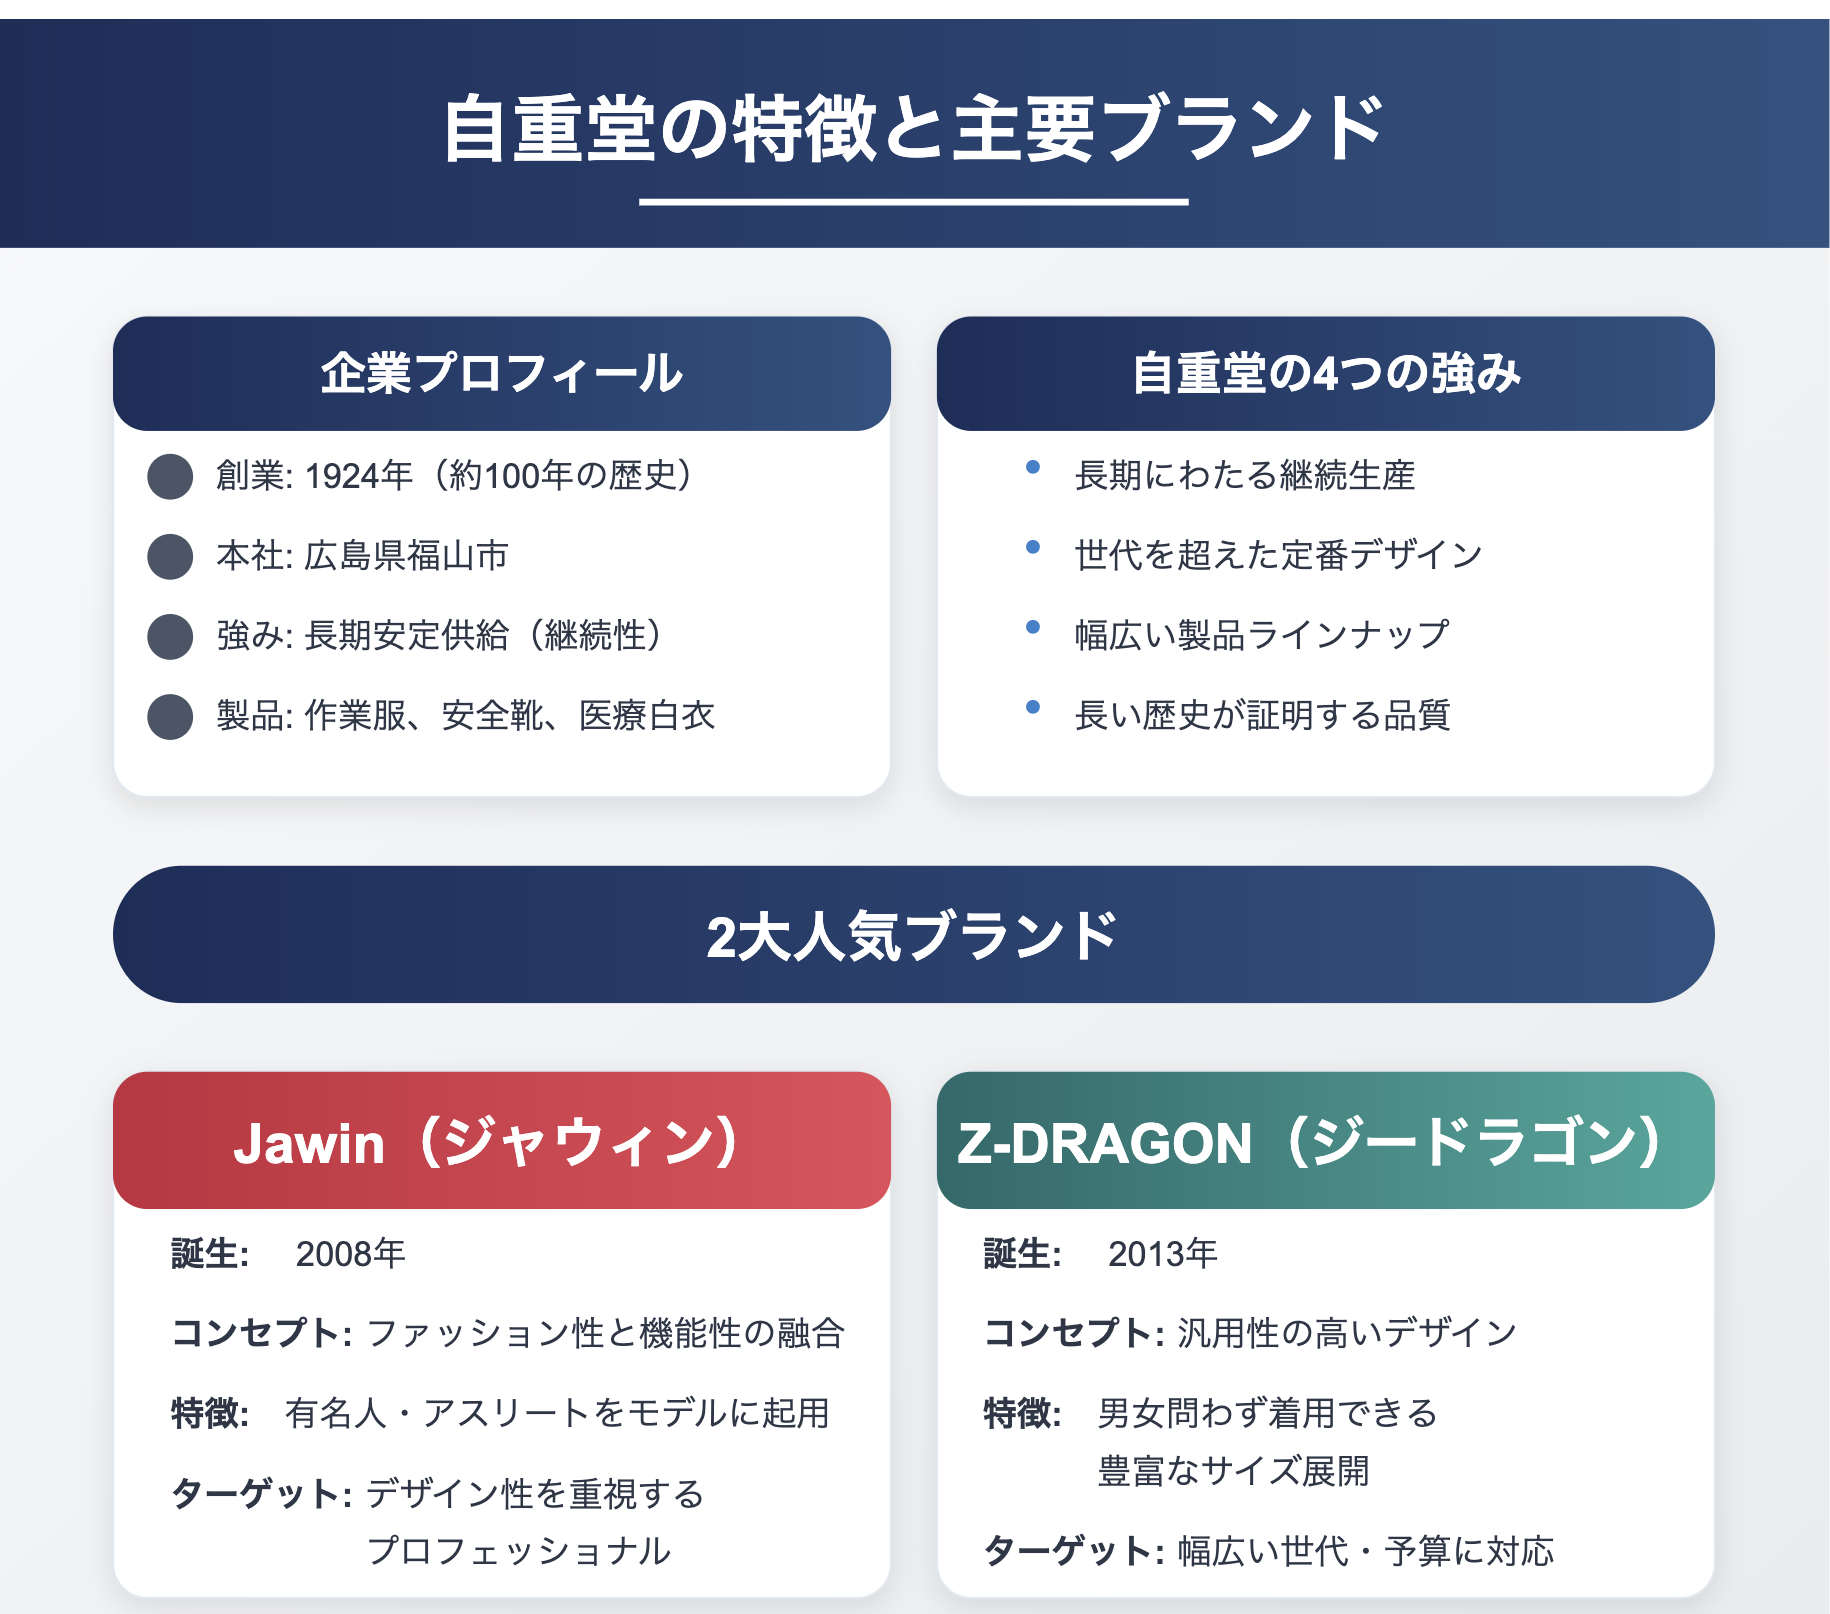 自重堂の特徴と主要ブランド
企業プロフィール
創業: 1924年（約100年の歴史）
本社: 広島県福山市
強み: 長期安定供給（継続性）
製品: 作業服、安全靴、医療白衣
自重堂の4つの強み
• 長期にわたる継続生産
• 世代を超えた定番デザイン
• 幅広い製品ラインナップ
• 長い歴史が証明する品質
2大人気ブランド
Jawin（ジャウィン）
誕生: 2008年
コンセプト: ファッション性と機能性の融合
特徴: 有名人・アスリートをモデルに起用
ターゲット: デザイン性を重視する
プロフェッショナル
Z-DRAGON（ジードラゴン）
誕生: 2013年
コンセプト: 汎用性の高いデザイン
特徴: 男女問わず着用できる
豊富なサイズ展開
ターゲット: 幅広い世代・予算に対応